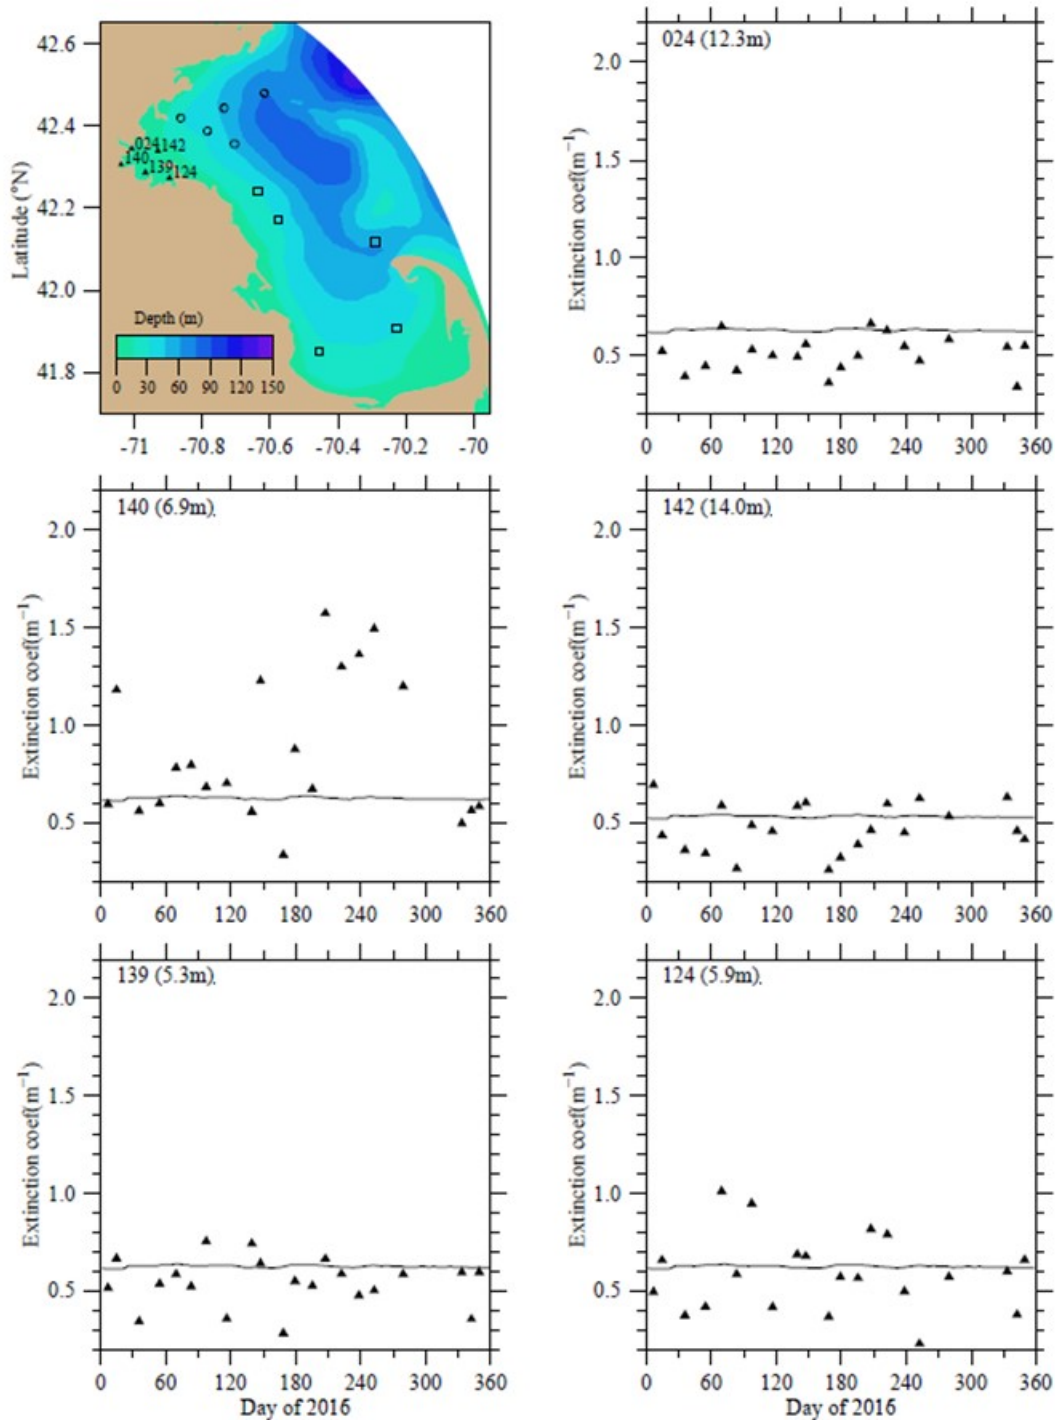 42.6
42.4
42.2
42.0
41.8
Latitude (°N)
024
142
140
139
124
Depth (m)
0 30 60 90 120 150
-71 -70.8 -70.6 -70.4 -70.2 -70
024 (12.3m)
2.0
1.5
1.0
0.5
Extinction coef(m⁻¹)
0 60 120 180 240 300 360
140 (6.9m).
2.0
1.5
1.0
0.5
Extinction coef(m⁻¹)
0 60 120 180 240 300 360
142 (14.0m).
2.0
1.5
1.0
0.5
Extinction coef(m⁻¹)
0 60 120 180 240 300 360
139 (5.3m).
2.0
1.5
1.0
0.5
Extinction coef(m⁻¹)
0 60 120 180 240 300 360
Day of 2016
124 (5.9m).
2.0
1.5
1.0
0.5
Extinction coef(m⁻¹)
0 60 120 180 240 300 360
Day of 2016